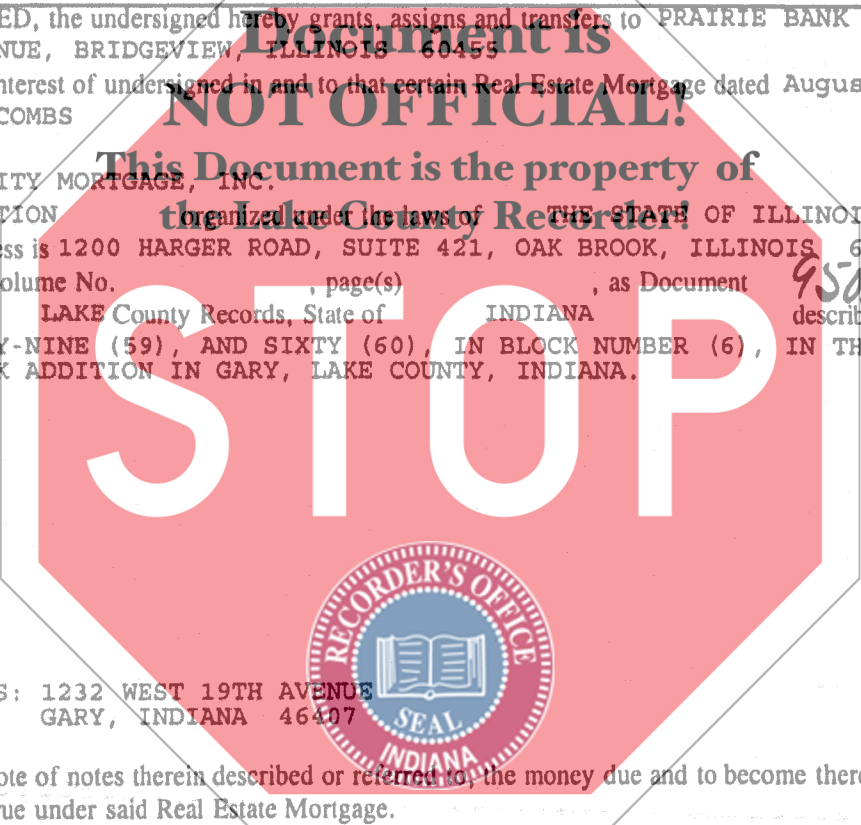 ED, the undersigned hereby grants, assigns and transfers to PRAIRIE BANK
NUE, BRIDGEVIEW, ILLINOIS 60455
Document is
nterest of undersigned in and to that certain Real Estate Mortgage dated Augus
NOT OFFICIAL!
COMBS
This Document is the property of
ITY MORTGAGE, INC.
TION organized under the laws of THE STATE OF ILLINOI
the Lake County Recorder!
ess is 1200 HARGER ROAD, SUITE 421, OAK BROOK, ILLINOIS 6
olume No. , page(s) , as Document 950
LAKE County Records, State of INDIANA describ
Y-NINE (59), AND SIXTY (60), IN BLOCK NUMBER (6), IN TH
K ADDITION IN GARY, LAKE COUNTY, INDIANA.
STOP
RECORDER'S OFFICE
SEAL
INDIANA
S: 1232 WEST 19TH AVENUE
GARY, INDIANA 46407
ote of notes therein described or referred to, the money due and to become there
rue under said Real Estate Mortgage.